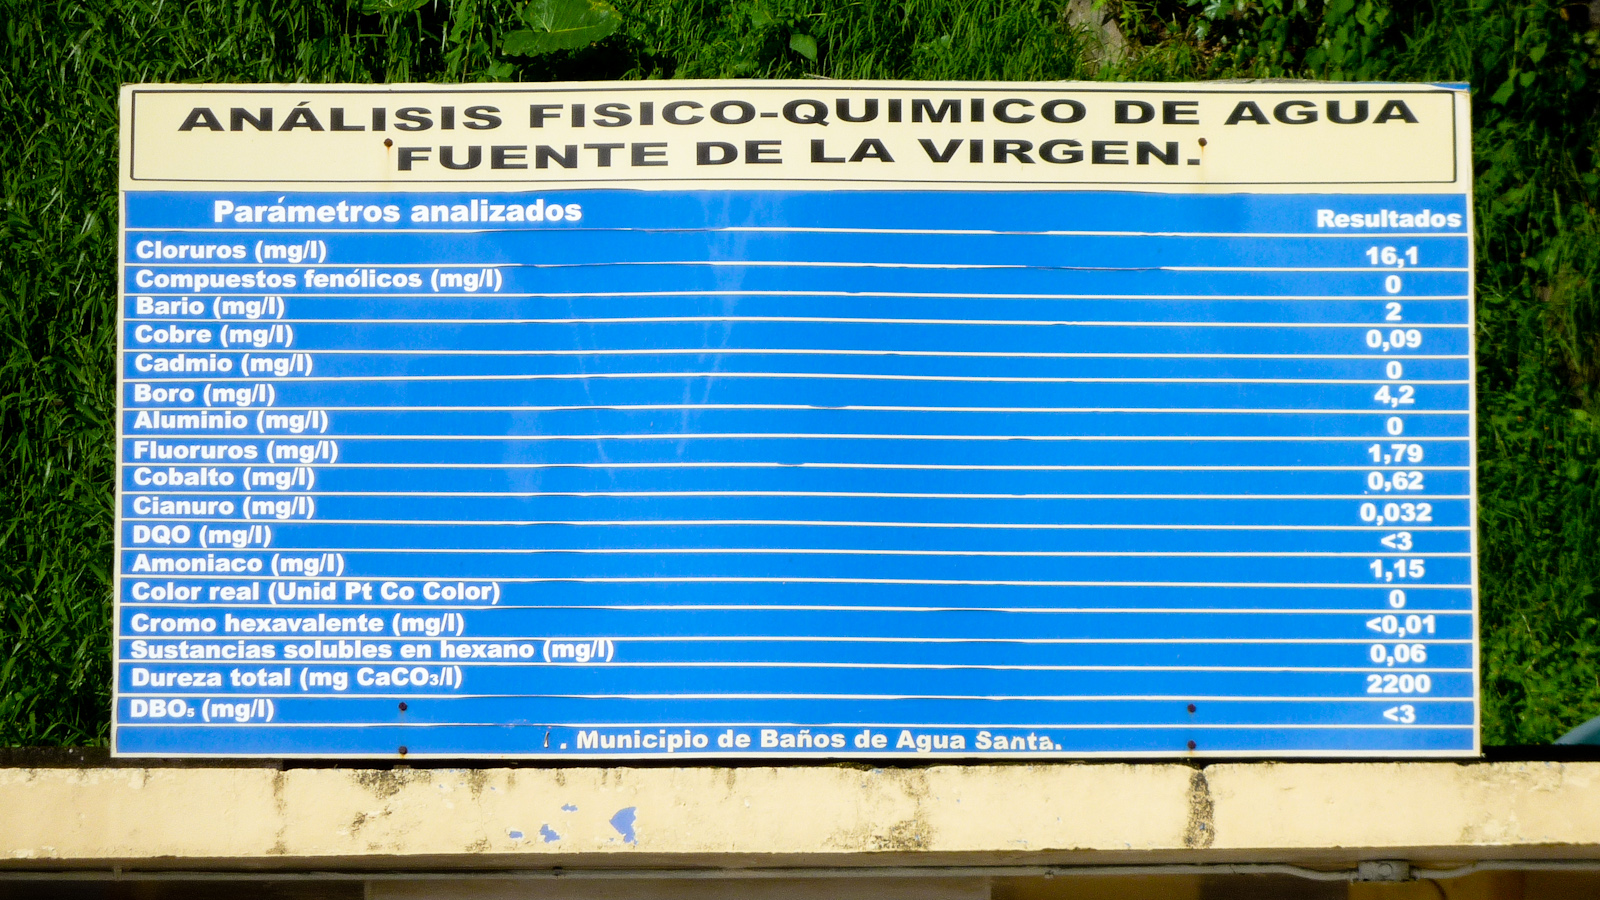 ANÁLISIS FISICO-QUIMICO DE AGUA
FUENTE DE LA VIRGEN.
Parámetros analizados Resultados
Cloruros (mg/l) 16,1
Compuestos fenólicos (mg/l) 0
Bario (mg/l) 2
Cobre (mg/l) 0,09
Cadmio (mg/l) 0
Boro (mg/l) 4,2
Aluminio (mg/l) 0
Fluoruros (mg/l) 1,79
Cobalto (mg/l) 0,62
Cianuro (mg/l) 0,032
DQO (mg/l) <3
Amoniaco (mg/l) 1,15
Color real (Unid Pt Co Color) 0
Cromo hexavalente (mg/l) <0,01
Sustancias solubles en hexano (mg/l) 0,06
Dureza total (mg CaCO₃/l) 2200
DBO₅ (mg/l) <3
. Municipio de Baños de Agua Santa.